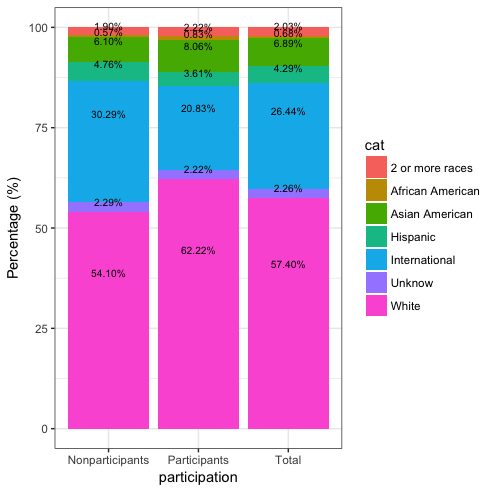 100
75
50
25
0
Percentage (%)
1.90%
0.57%
6.10%
4.76%
30.29%
2.29%
54.10%
2.22%
0.83%
8.06%
3.61%
20.83%
2.22%
62.22%
2.03%
0.68%
6.89%
4.29%
26.44%
2.26%
57.40%
Nonparticipants
Participants
Total
participation
cat
2 or more races
African American
Asian American
Hispanic
International
Unknow
White